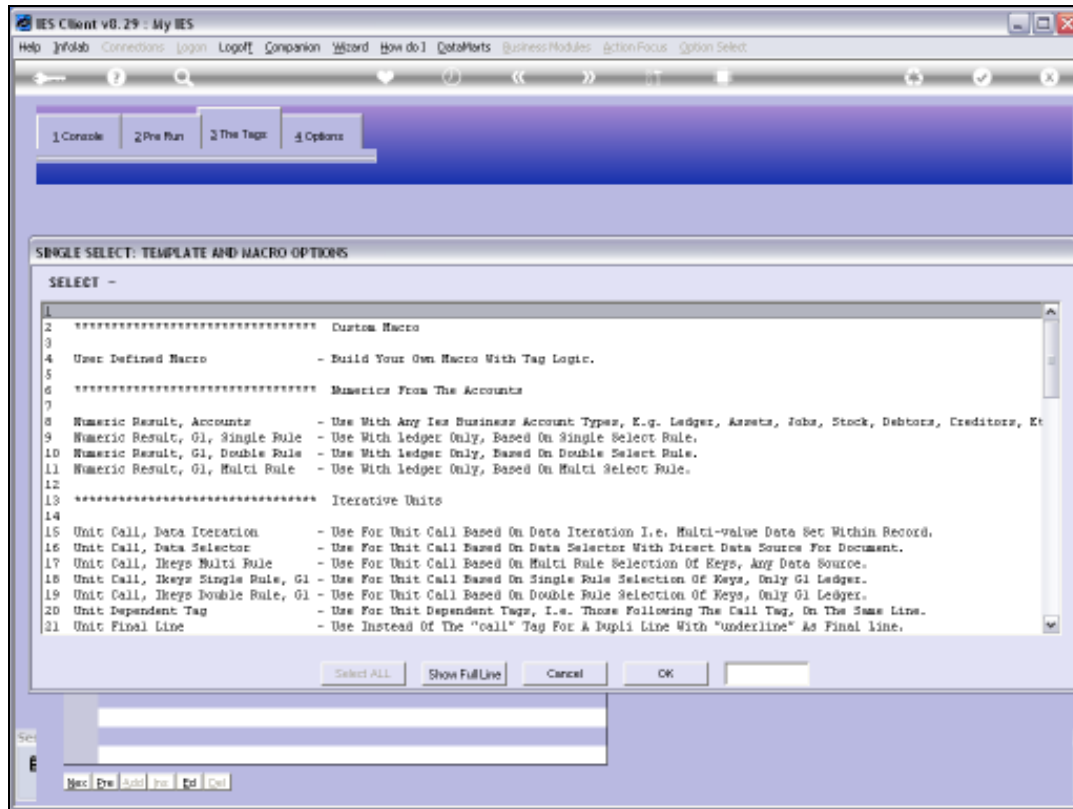 IES Client v8.29 : My IES
Help Infolab Connections Logon Logoff Companion Wizard How do I DataMarts Business Modules Action Focus Option Select
1 Console 2 Pre Run 3 The Tags 4 Options
SINGLE SELECT: TEMPLATE AND MACRO OPTIONS
SELECT -
1
2 ********************************* Custom Macro
3
4 User Defined Macro - Build Your Own Macro With Tag Logic.
5
6 ********************************* Numerics From The Accounts
7
8 Numeric Result, Accounts - Use With Any Ies Business Account Types, E.g. Ledger, Assets, Jobs, Stock, Debtors, Creditors, Et
9 Numeric Result, Gl, Single Rule - Use With Ledger Only, Based On Single Select Rule.
10 Numeric Result, Gl, Double Rule - Use With Ledger Only, Based On Double Select Rule.
11 Numeric Result, Gl, Multi Rule - Use With Ledger Only, Based On Multi Select Rule.
12
13 ********************************* Iterative Units
14
15 Unit Call, Data Iteration - Use For Unit Call Based On Data Iteration I.e. Multi-value Data Set Within Record.
16 Unit Call, Data Selector - Use For Unit Call Based On Data Selector With Direct Data Source For Document.
17 Unit Call, Ikeys Multi Rule - Use For Unit Call Based On Multi Rule Selection Of Keys, Any Data Source.
18 Unit Call, Ikeys Single Rule, Gl - Use For Unit Call Based On Single Rule Selection Of Keys, Only Gl Ledger.
19 Unit Call, Ikeys Double Rule, Gl - Use For Unit Call Based On Double Rule Selection Of Keys, Only Gl Ledger.
20 Unit Dependent Tag - Use For Unit Dependent Tags, I.e. Those Following The Call Tag, On The Same Line.
21 Unit Final Line - Use Instead Of The "call" Tag For A Dupli Line With "underline" As Final Line.
Select ALL Show Full Line Cancel OK
Nex Pre Add Ins Ed Del